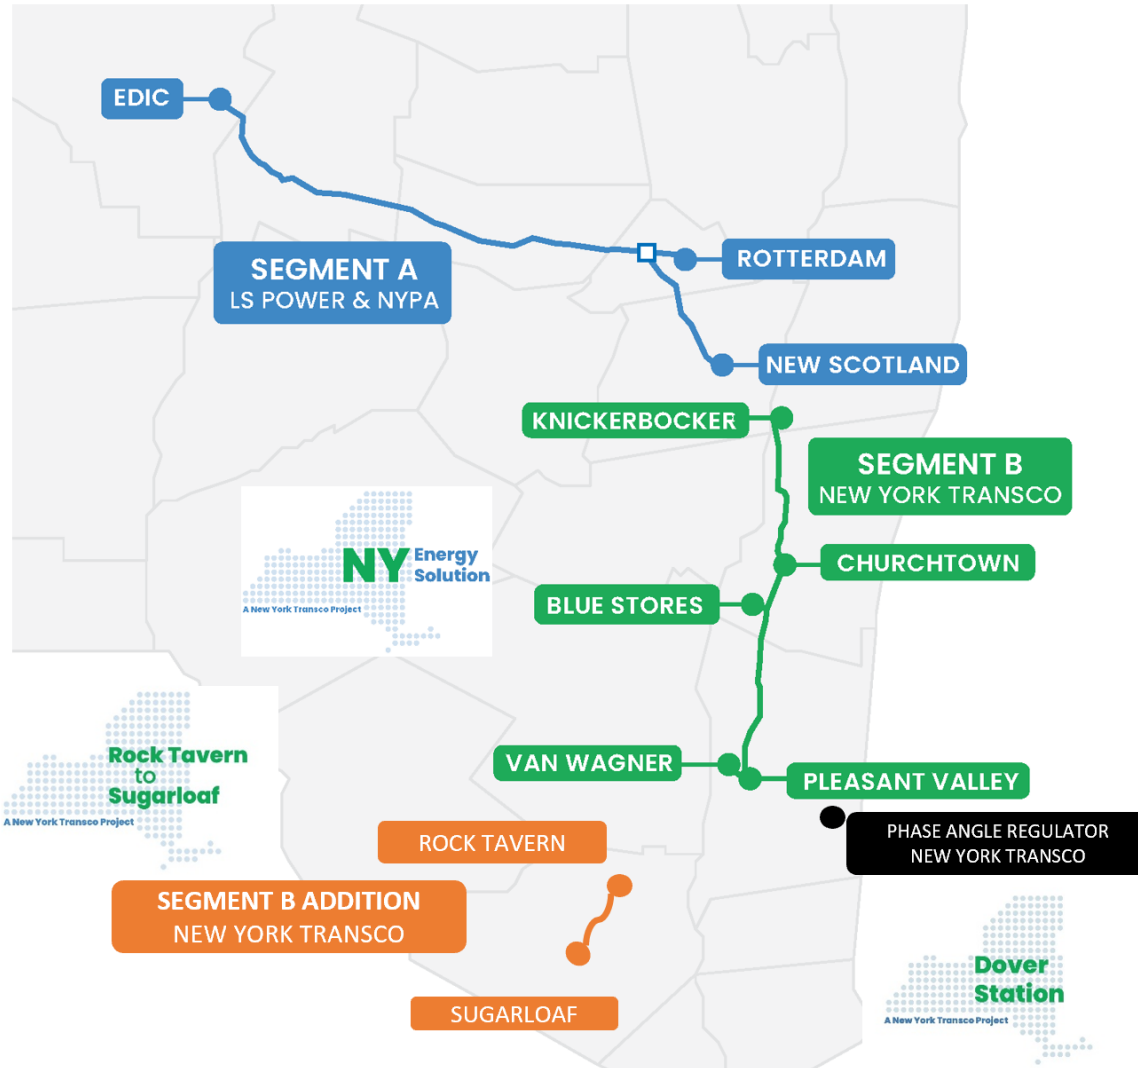 EDIC
SEGMENT A
LS POWER & NYPA
ROTTERDAM
NEW SCOTLAND
KNICKERBOCKER
SEGMENT B
NEW YORK TRANSCO
NY Energy
Solution
A New York Transco Project
CHURCHTOWN
BLUE STORES
Rock Tavern
to
Sugarloaf
A New York Transco Project
VAN WAGNER
PLEASANT VALLEY
PHASE ANGLE REGULATOR
NEW YORK TRANSCO
ROCK TAVERN
SEGMENT B ADDITION
NEW YORK TRANSCO
SUGARLOAF
Dover
Station
A New York Transco Project